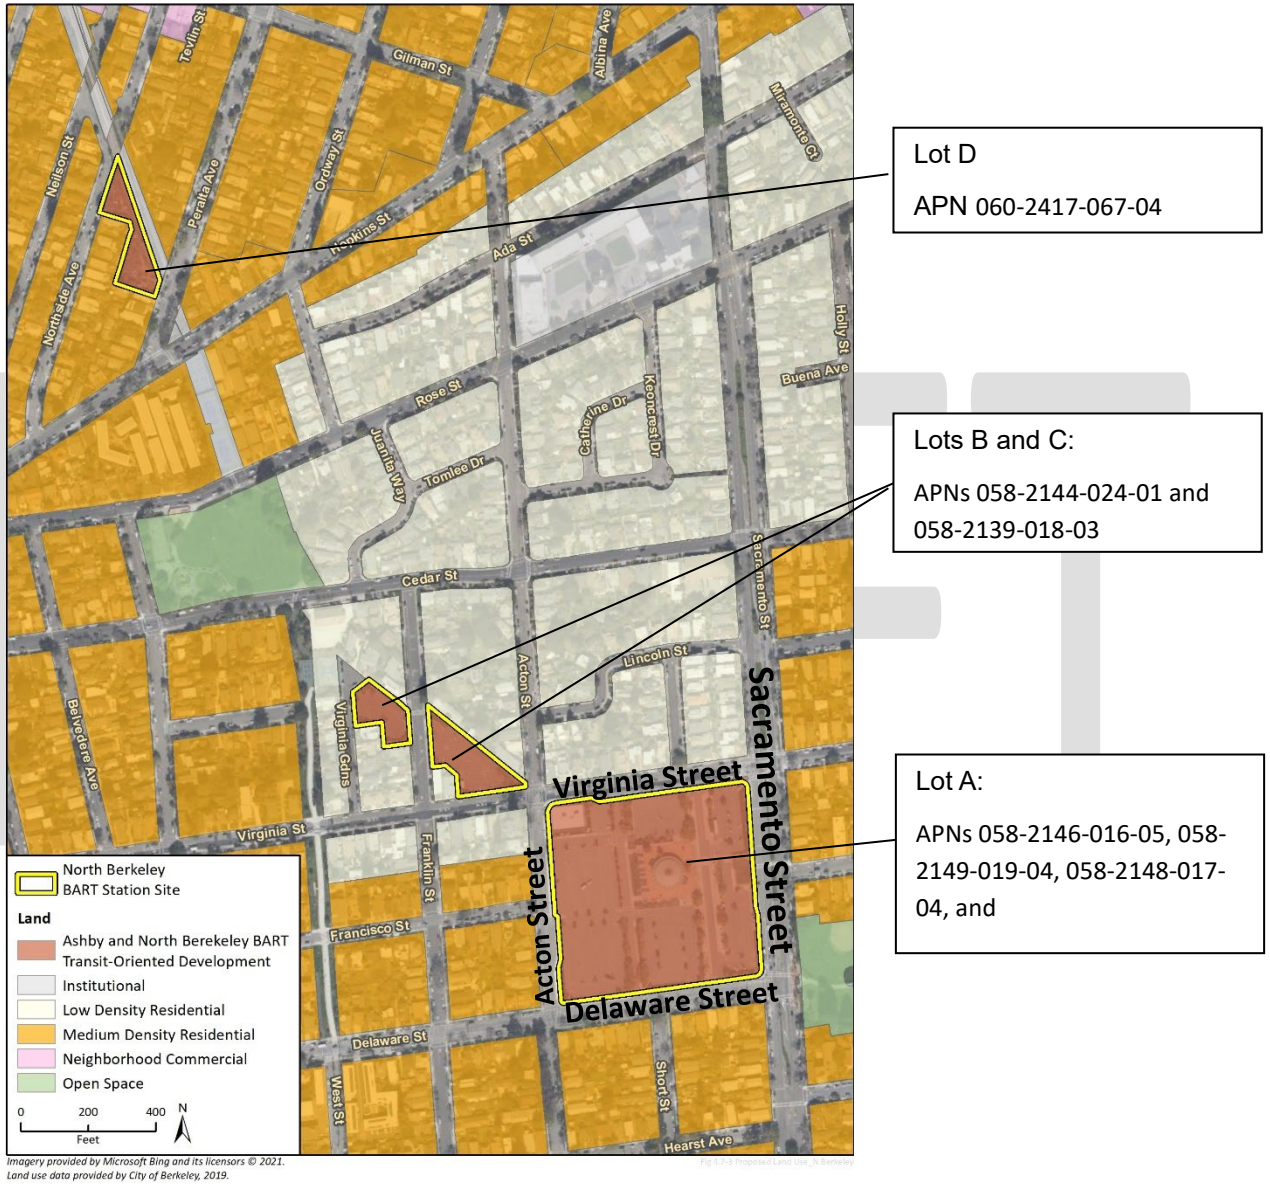 Tevlin St
Gilman St
Albina Ave
Miramonte Ct
Neilson St
Peralta Ave
Ordway St
Hopkins St
Ada St
Northside Ave
Holly St
Buena Ave
Rose St
Juanita Way
Tomlee Dr
Catherine Dr
Keoncrest Dr
Cedar St
Sacramento St
Lincoln St
Acton St
Belvedere Ave
Virginia Gdns
Virginia St
Franklin St
Francisco St
Delaware St
West St
Short St
Hearst Ave
Virginia Street
Sacramento Street
Acton Street
Delaware Street
Lot D
APN 060-2417-067-04
Lots B and C:
APNs 058-2144-024-01 and
058-2139-018-03
Lot A:
APNs 058-2146-016-05, 058-
2149-019-04, 058-2148-017-
04, and
North Berkeley
BART Station Site
Land
Ashby and North Berekeley BART
Transit-Oriented Development
Institutional
Low Density Residential
Medium Density Residential
Neighborhood Commercial
Open Space
0 200 400
Feet
N
Imagery provided by Microsoft Bing and its licensors © 2021.
Land use data provided by City of Berkeley, 2019.